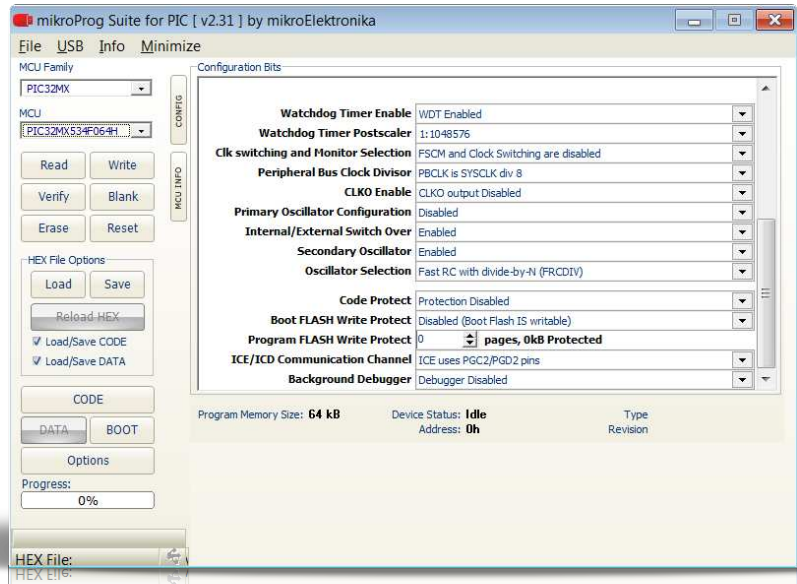 mikroProg Suite for PIC [ v2.31 ] by mikroElektronika
File USB Info Minimize
MCU Family
PIC32MX
MCU
PIC32MX534F064H
Read Write
Verify Blank
Erase Reset
HEX File Options
Load Save
Reload HEX
Load/Save CODE
Load/Save DATA
CODE
DATA BOOT
Options
Progress:
0%
HEX File:
CONFIG
MCU INFO
Configuration Bits
Watchdog Timer Enable WDT Enabled
Watchdog Timer Postscaler 1:1048576
Clk switching and Monitor Selection FSCM and Clock Switching are disabled
Peripheral Bus Clock Divisor PBCLK is SYSCLK div 8
CLKO Enable CLKO output Disabled
Primary Oscillator Configuration Disabled
Internal/External Switch Over Enabled
Secondary Oscillator Enabled
Oscillator Selection Fast RC with divide-by-N (FRCDIV)
Code Protect Protection Disabled
Boot FLASH Write Protect Disabled (Boot Flash IS writable)
Program FLASH Write Protect 0 pages, 0kB Protected
ICE/ICD Communication Channel ICE uses PGC2/PGD2 pins
Background Debugger Debugger Disabled
Program Memory Size: 64 kB Device Status: Idle Type
Address: 0h Revision